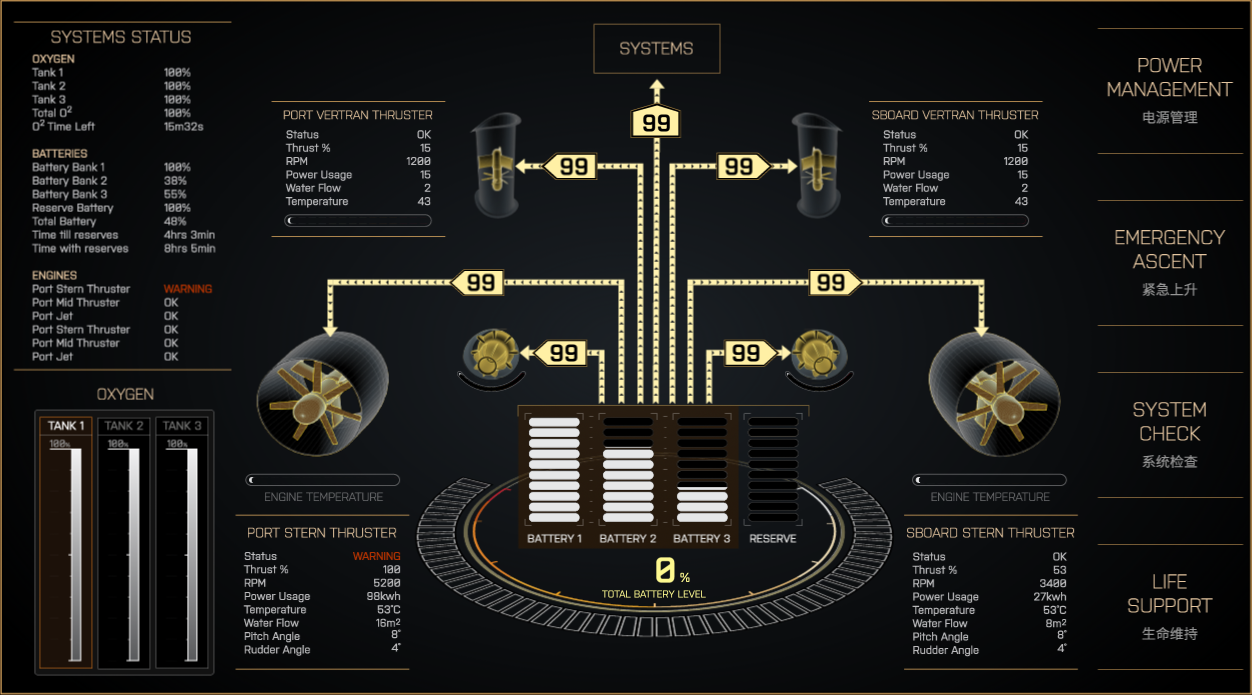 SYSTEMS STATUS
OXYGEN
Tank 1 100%
Tank 2 100%
Tank 3 100%
Total O² 100%
O² Time Left 15m32s
BATTERIES
Battery Bank 1 100%
Battery Bank 2 38%
Battery Bank 3 55%
Reserve Battery 100%
Total Battery 48%
Time till reserves 4hrs 3min
Time with reserves 8hrs 5min
ENGINES
Port Stern Thruster WARNING
Port Mid Thruster OK
Port Jet OK
Port Stern Thruster OK
Port Mid Thruster OK
Port Jet OK
OXYGEN
TANK 1 TANK 2 TANK 3
100% 100% 100%
SYSTEMS
99
PORT VERTRAN THRUSTER
Status OK
Thrust % 15
RPM 1200
Power Usage 15
Water Flow 2
Temperature 43
99 99
SBOARD VERTRAN THRUSTER
Status OK
Thrust % 15
RPM 1200
Power Usage 15
Water Flow 2
Temperature 43
99 99
99 99
ENGINE TEMPERATURE
PORT STERN THRUSTER
Status WARNING
Thrust % 100
RPM 5200
Power Usage 98kwh
Temperature 53°C
Water Flow 16m²
Pitch Angle 8°
Rudder Angle 4°
BATTERY 1 BATTERY 2 BATTERY 3 RESERVE
0 %
TOTAL BATTERY LEVEL
ENGINE TEMPERATURE
SBOARD STERN THRUSTER
Status OK
Thrust % 53
RPM 3400
Power Usage 27kwh
Temperature 53°C
Water Flow 8m²
Pitch Angle 8°
Rudder Angle 4°
POWER
MANAGEMENT
电源管理
EMERGENCY
ASCENT
紧急上升
SYSTEM
CHECK
系统检查
LIFE
SUPPORT
生命维持